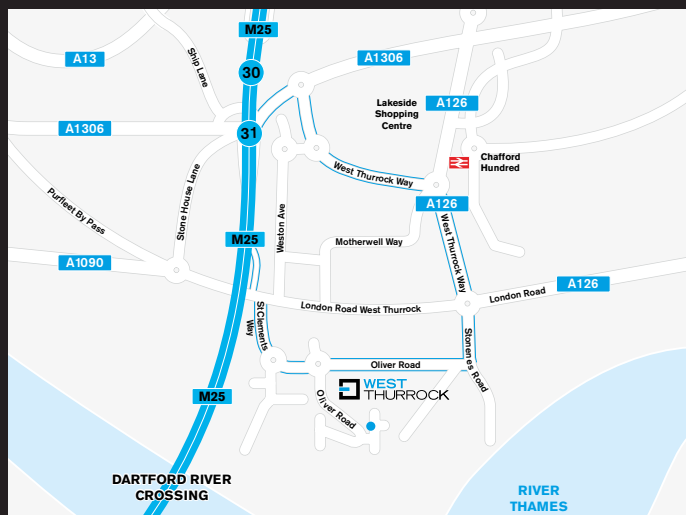 M25
A13
Ship Lane
A1306
30
Lakeside
Shopping
Centre
A126
A1306
31
Chafford
Hundred
West Thurrock Way
Stone House Lane
Purfleet By Pass
A126
Weston Ave
M25
Motherwell Way
West Thurrock Way
A1090
A126
London Road
London Road West Thurrock
St Clements
Way
Stonenes Road
Oliver Road
WEST
THURROCK
M25
Oliver Road
DARTFORD RIVER
CROSSING
RIVER
THAMES